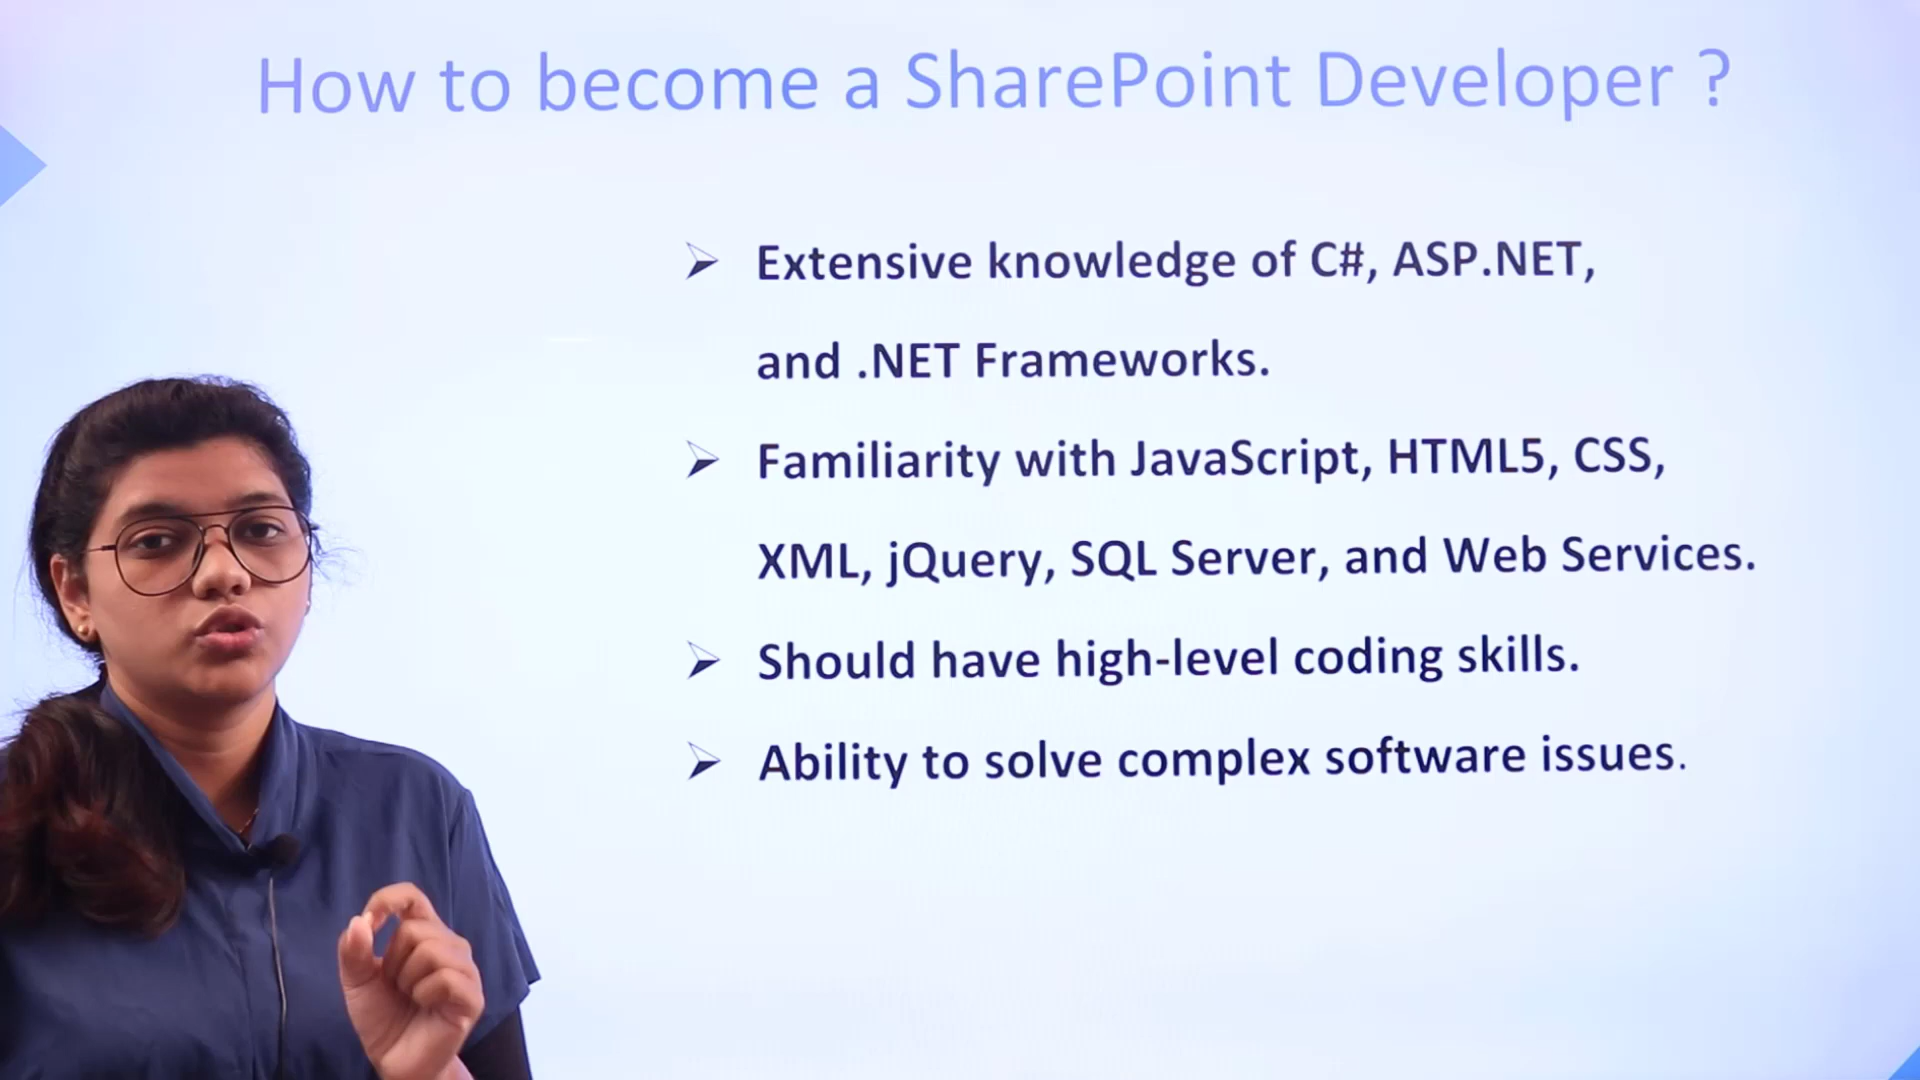 How to become a SharePoint Developer ?
Extensive knowledge of C#, ASP.NET,
and .NET Frameworks.
Familiarity with JavaScript, HTML5, CSS,
XML, jQuery, SQL Server, and Web Services.
Should have high-level coding skills.
Ability to solve complex software issues.